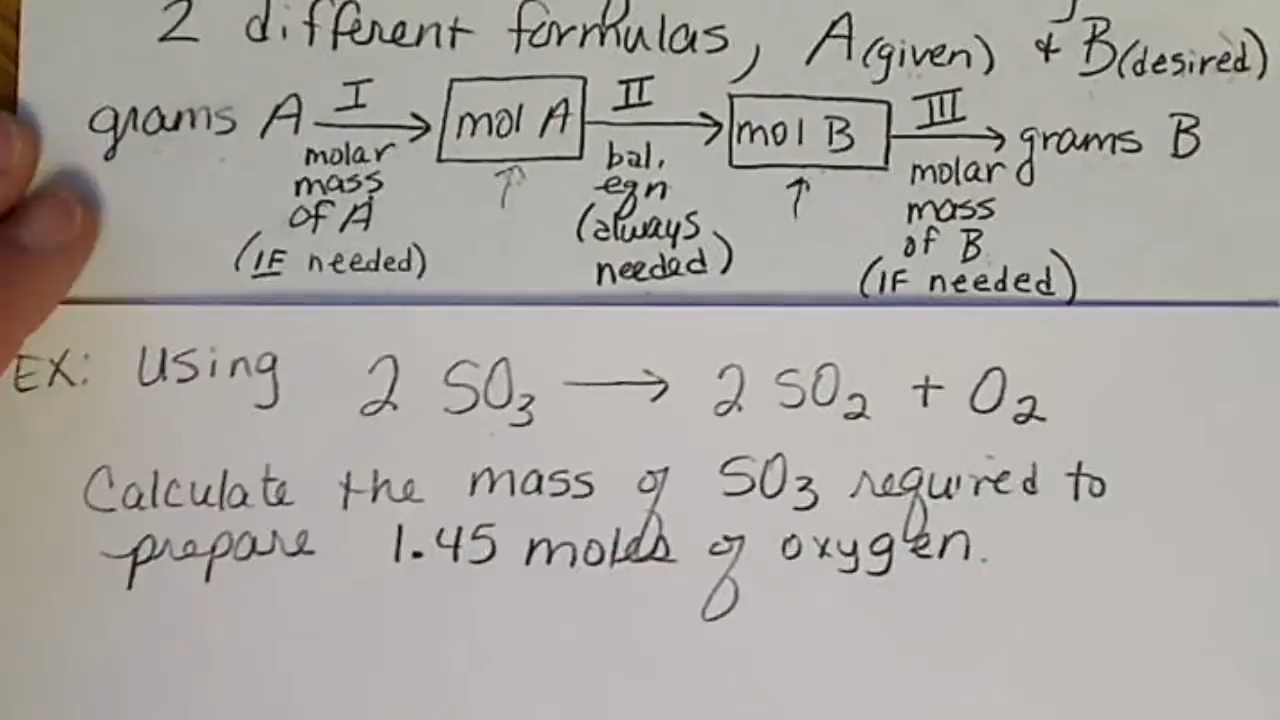 2 different formulas, A(given) & B(desired)
grams A I→ mol A II→ mol B III→ grams B
molar mass of A (IF needed)
↑
bal. eqn (always needed)
↑
molar mass of B (IF needed)
EX: Using 2 SO₃ → 2 SO₂ + O₂
Calculate the mass of SO₃ required to
prepare 1.45 moles of oxygen.